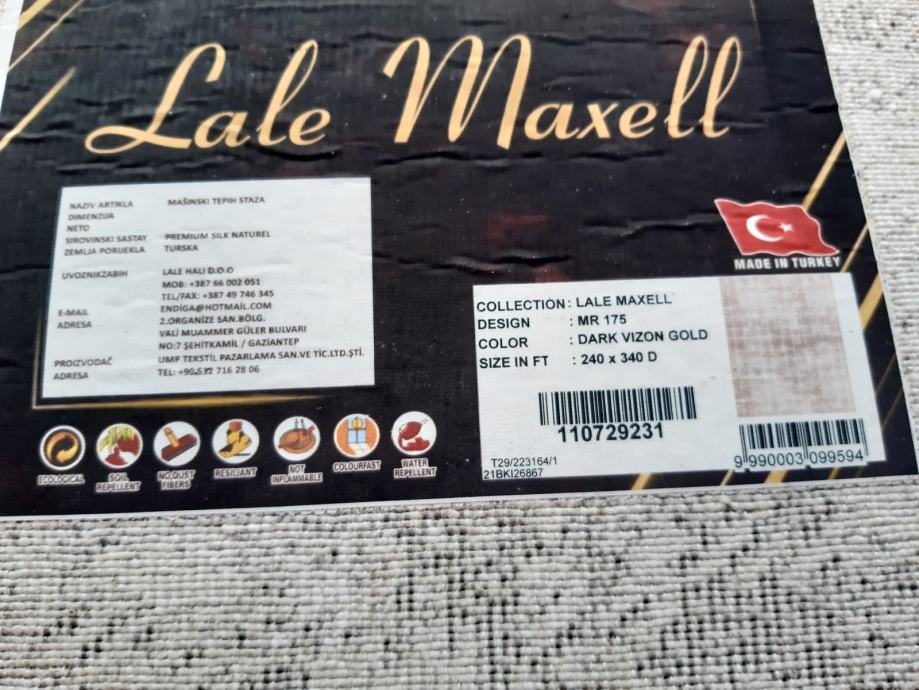 Lale Maxell
NAZIV ARTIKLA MAŠINSKI TEPIH STAZA
DIMENZIJA
NETO
SIROVINSKI SASTAV PREMIUM SILK NATUREL
ZEMLJA PORIJEKLA TURSKA
UVOZNIKZABIH LALE HALI D.O.O
MOB: +387 66 002 051
TEL/FAX: +387 49 746 345
E-MAIL ENDIGA@HOTMAIL.COM
ADRESA 2.ORGANİZE SAN.BÖLG.
VALİ MUAMMER GÜLER BULVARI
NO:7 ŞEHİTKAMİL / GAZİANTEP
PROIZVOĐAČ UMP TEKSTİL PAZARLAMA SAN.VE TİC.LTD.ŞTİ.
ADRESA TEL: +90.532 716 28 06
MADE IN TURKEY
COLLECTION : LALE MAXELL
DESIGN : MR 175
COLOR : DARK VIZON GOLD
SIZE IN FT : 240 x 340 D
110729231
T29/223164/1
21BKI26867
9 990003 099594
ECOLOGICAL
SOIL REPELLENT
NO,DUST FIBERS
RESILIANT
NOT INFLAMMABLE
COLOURFAST
WATER REPELLENT